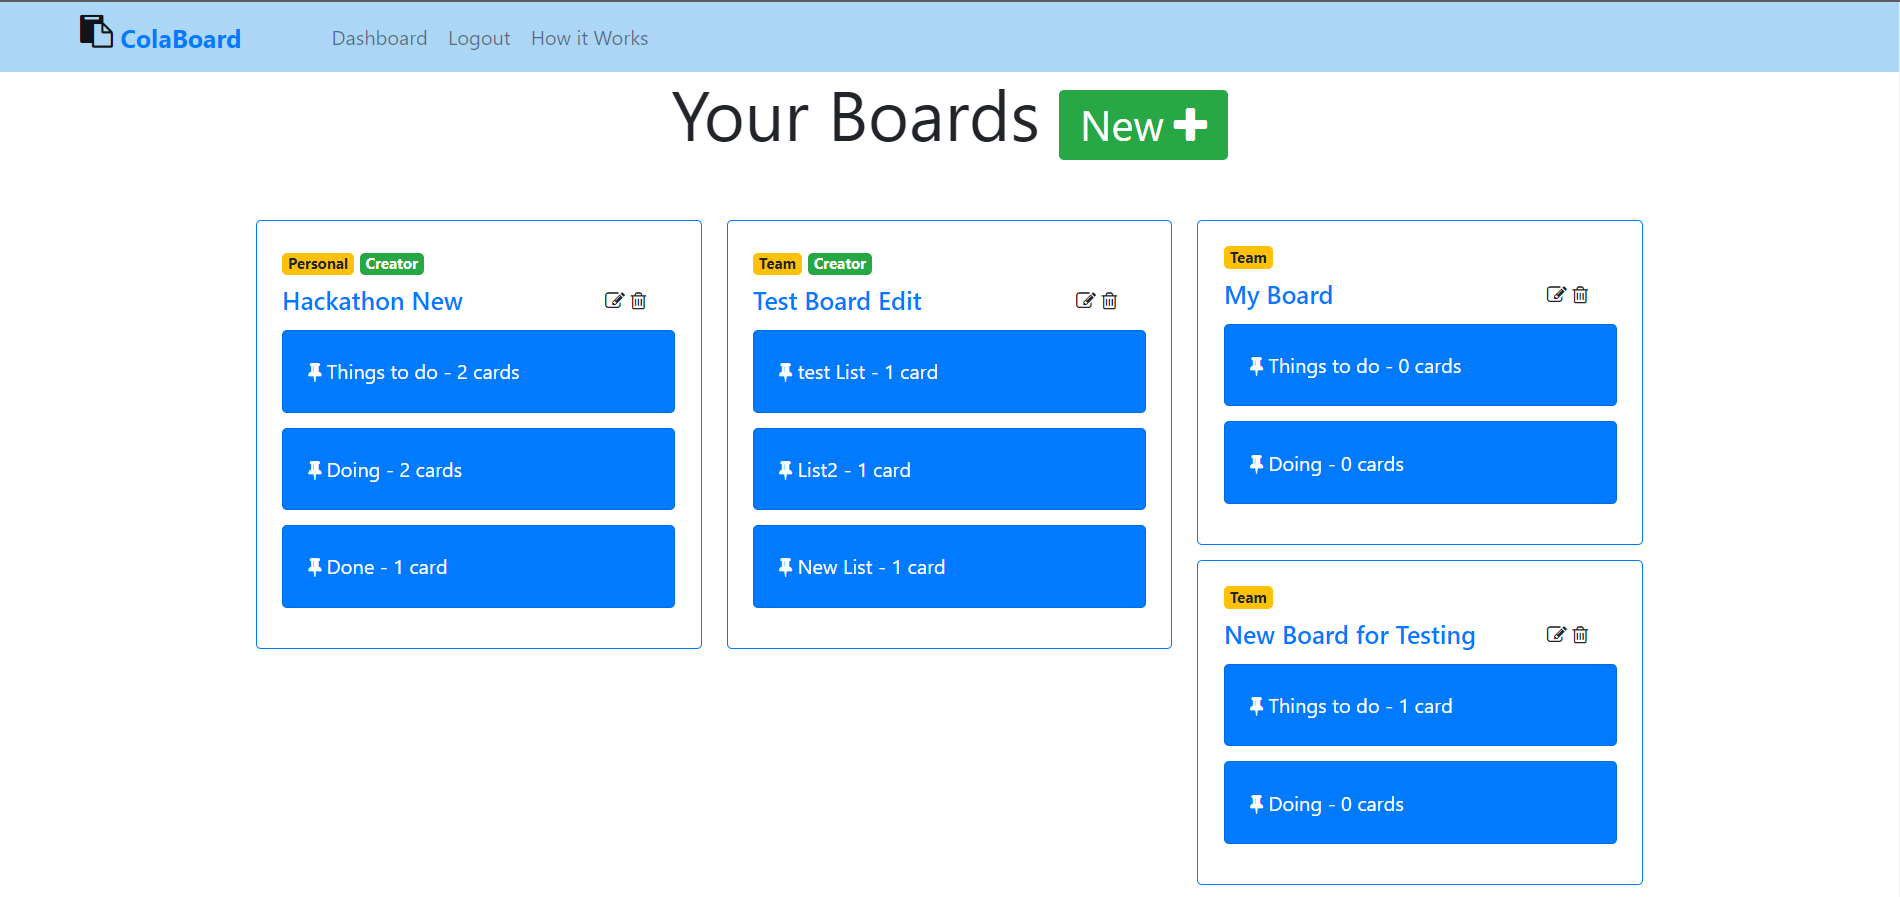 ColaBoard
Dashboard Logout How it Works
Your Boards New
Personal Creator
Hackathon New
Things to do - 2 cards
Doing - 2 cards
Done - 1 card
Team Creator
Test Board Edit
test List - 1 card
List2 - 1 card
New List - 1 card
Team
My Board
Things to do - 0 cards
Doing - 0 cards
Team
New Board for Testing
Things to do - 1 card
Doing - 0 cards